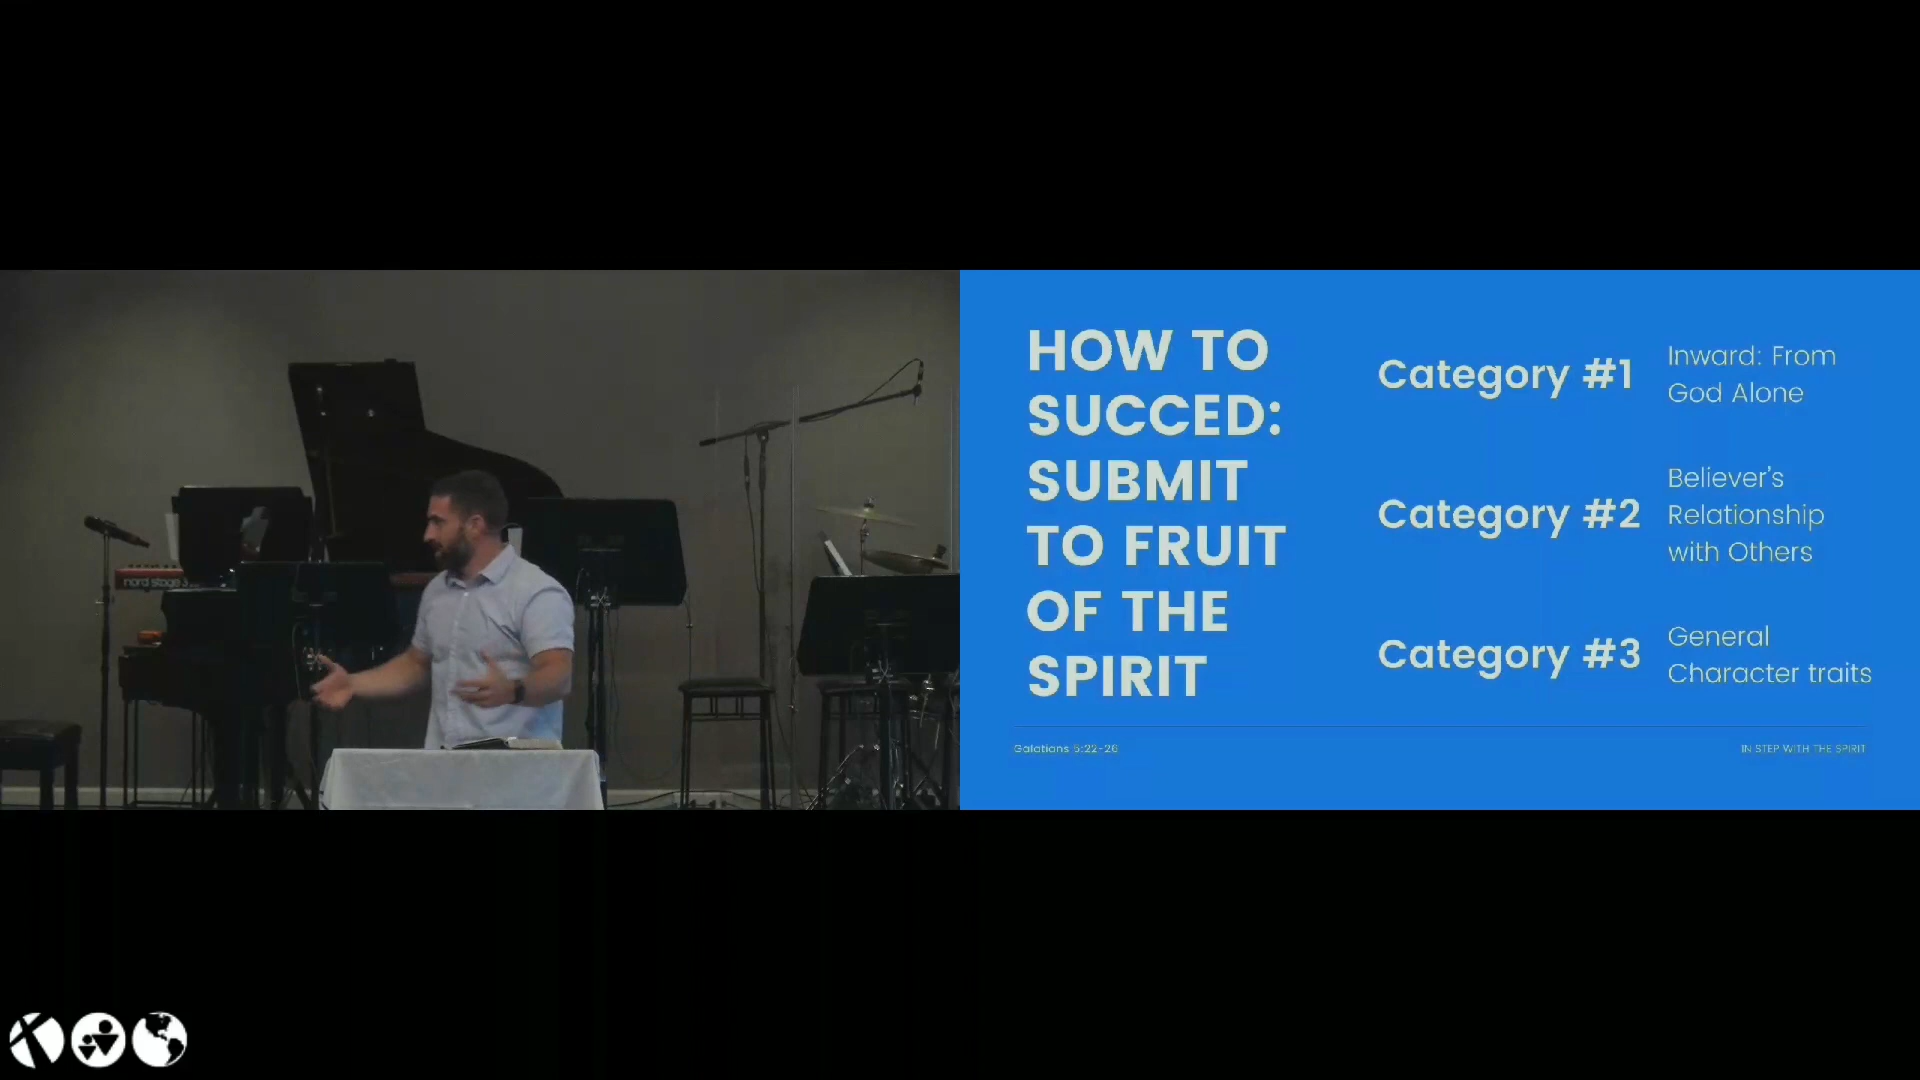 nord stage 3
HOW TO
SUCCED:
SUBMIT
TO FRUIT
OF THE
SPIRIT
Category #1
Inward: From
God Alone
Category #2
Believer's
Relationship
with Others
Category #3
General
Character traits
Galatians 5:22-26
IN STEP WITH THE SPIRIT